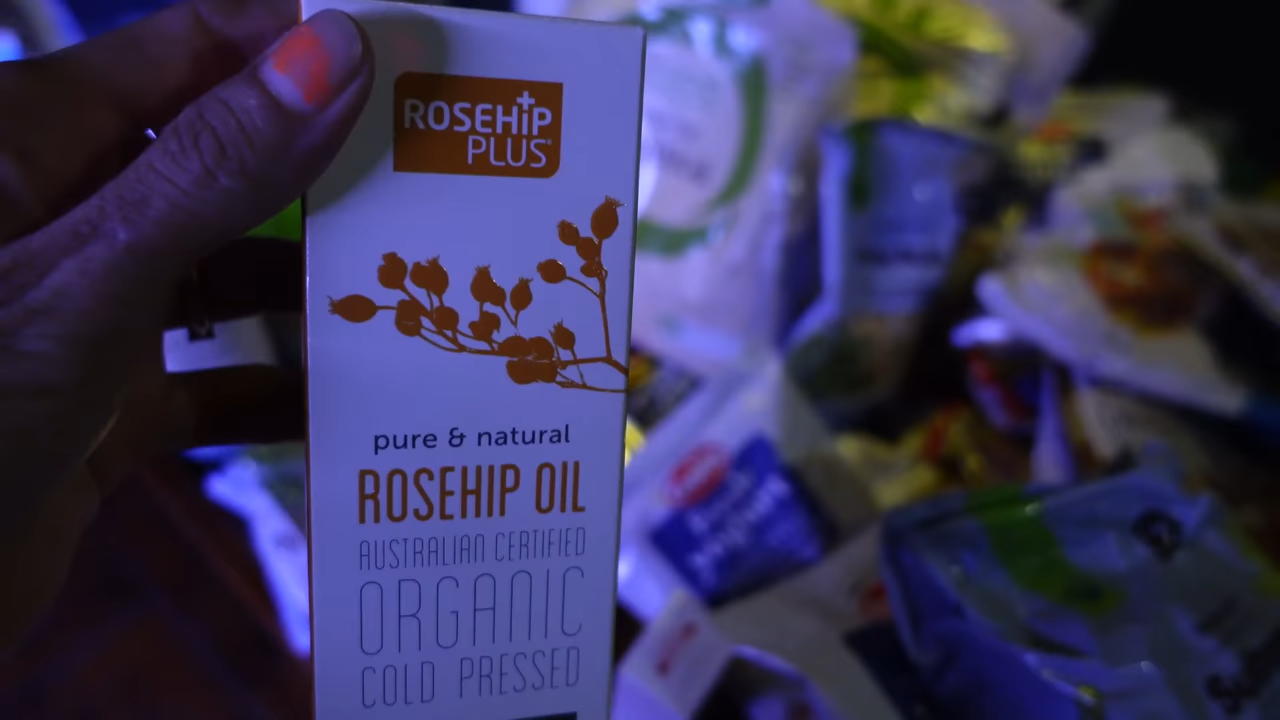 ROSEHIP
PLUS
pure & natural
ROSEHIP OIL
AUSTRALIAN CERTIFIED
ORGANIC
COLD PRESSED